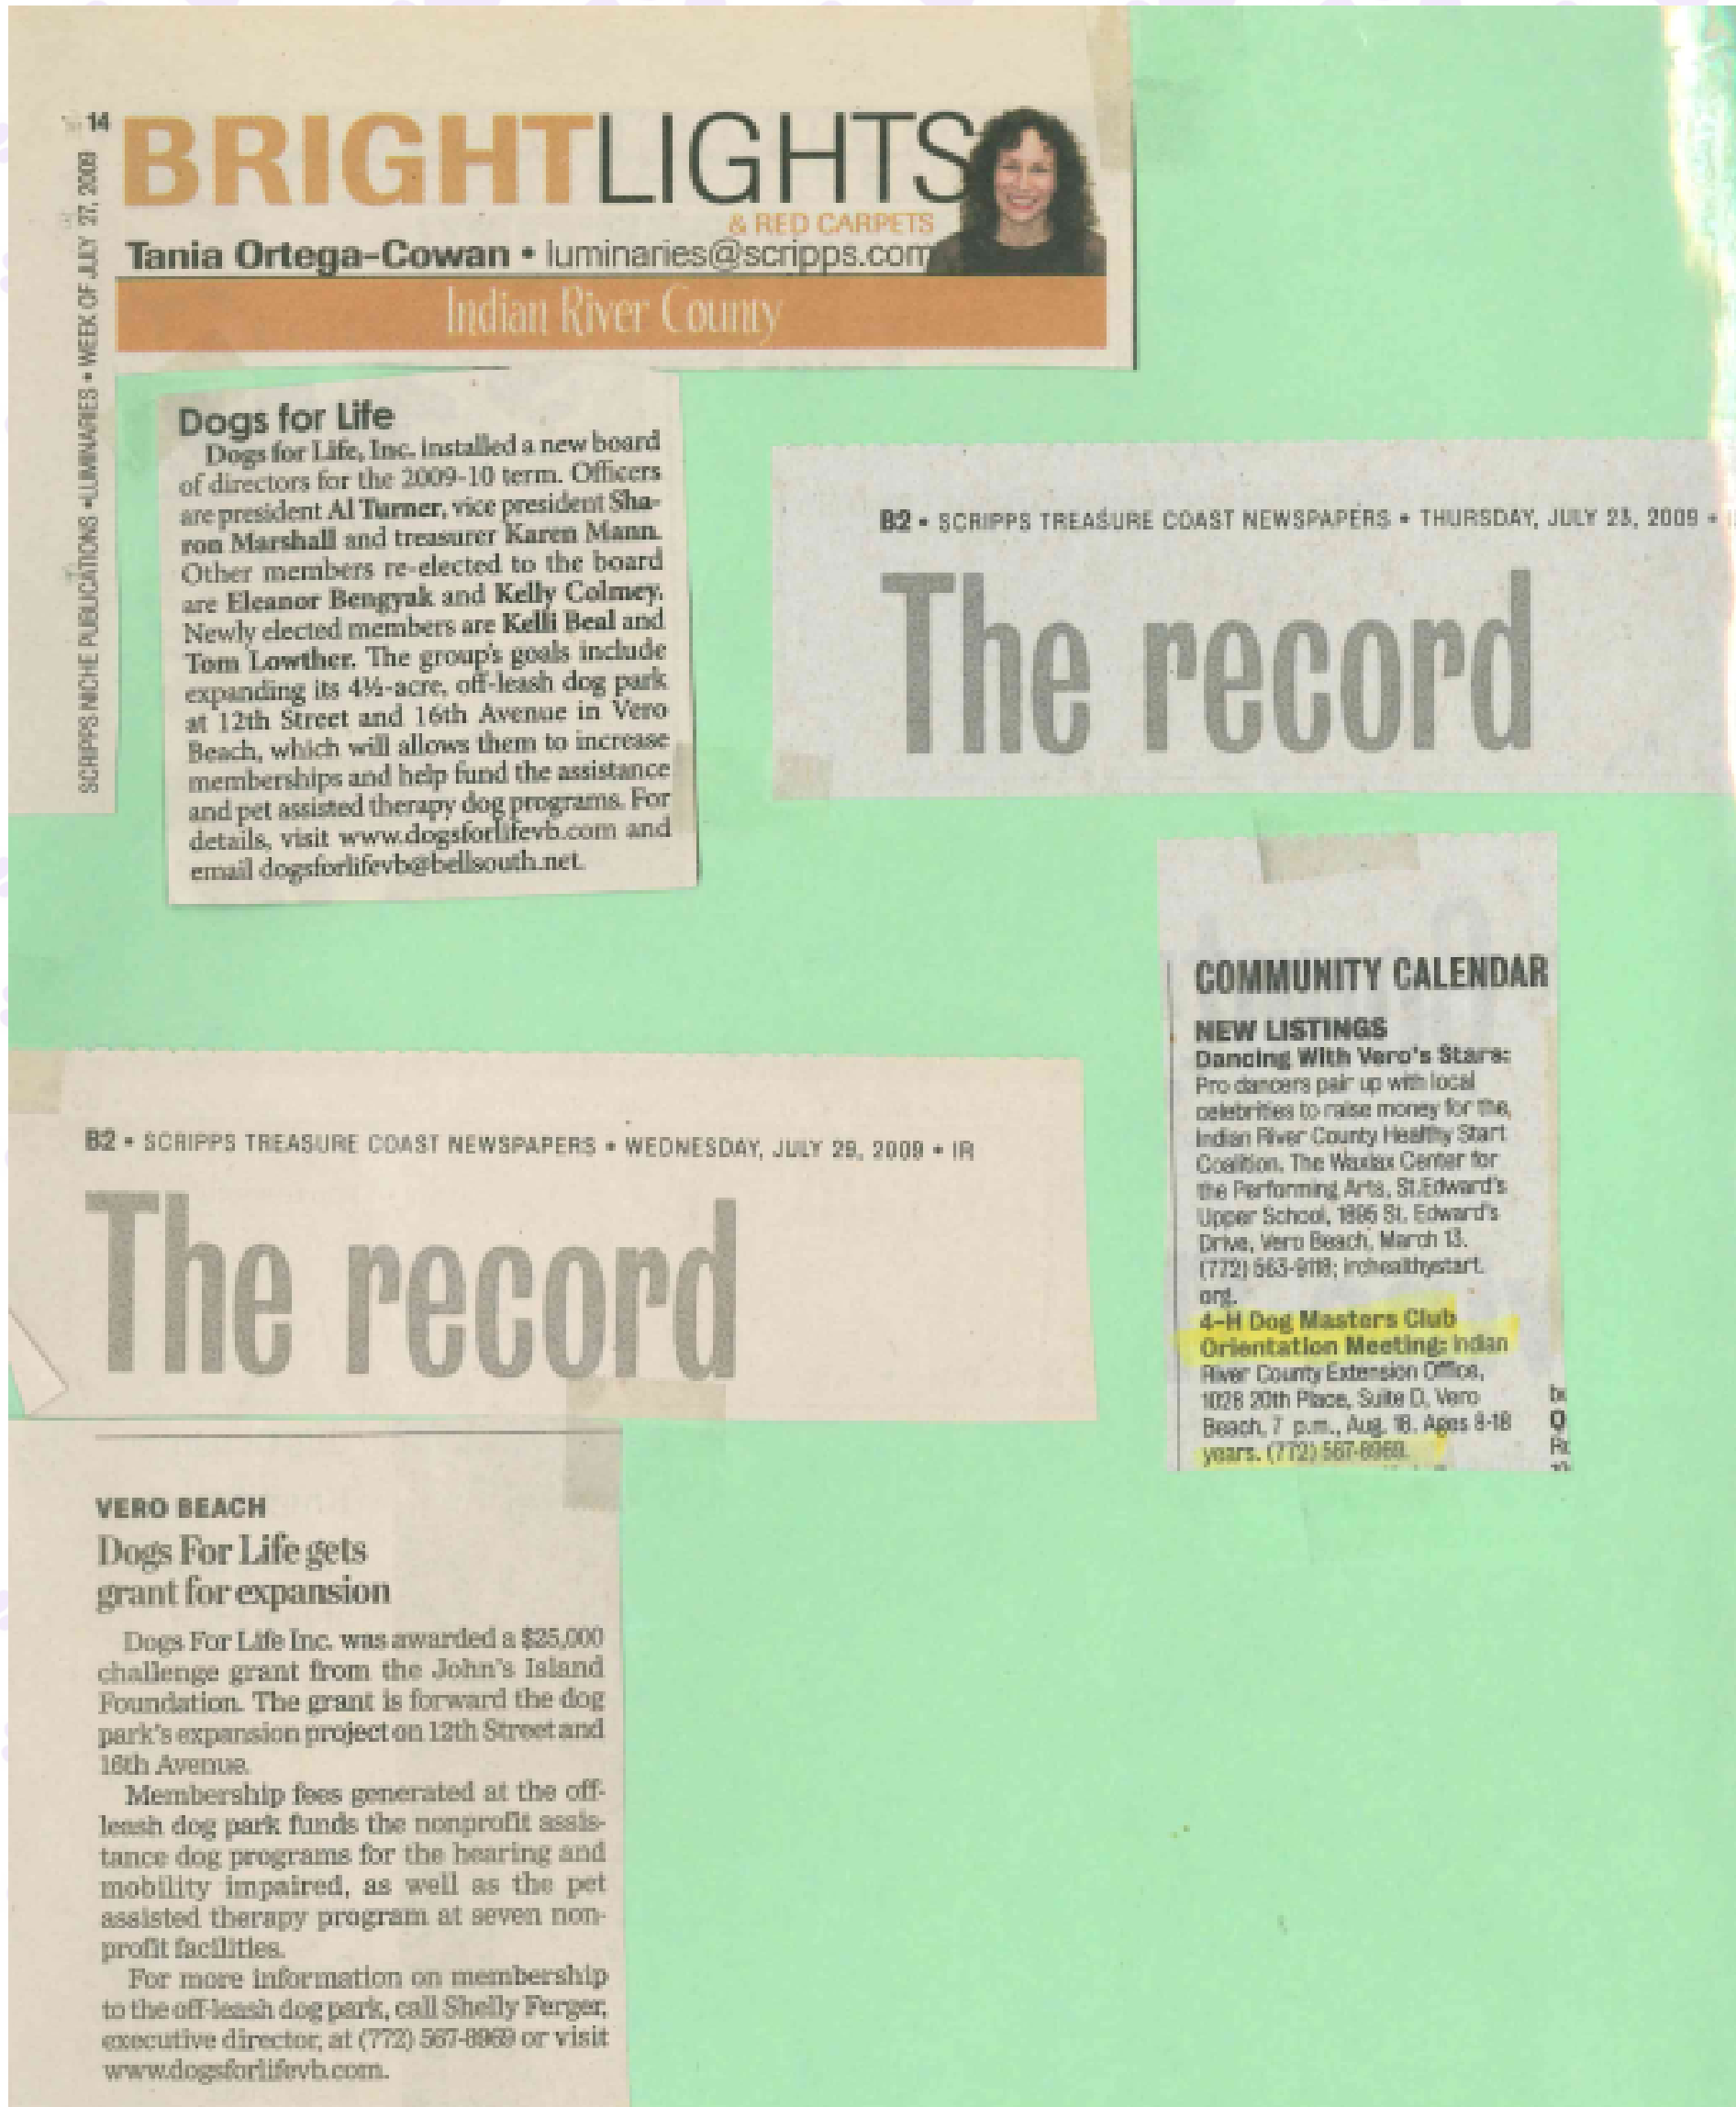 14
BRIGHTLIGHTS
& RED CARPETS
Tania Ortega-Cowan • luminaries@scripps.com
Indian River County
SCRIPPS NICHE PUBLICATIONS •LUMINARIES • WEEK OF JULY 27, 2009
Dogs for Life
Dogs for Life, Inc. installed a new board
of directors for the 2009-10 term. Officers
are president Al Turner, vice president Sha-
ron Marshall and treasurer Karen Mann.
Other members re-elected to the board
are Eleanor Bengyak and Kelly Colmey.
Newly elected members are Kelli Beal and
Tom Lowther. The group's goals include
expanding its 4½-acre, off-leash dog park
at 12th Street and 16th Avenue in Vero
Beach, which will allows them to increase
memberships and help fund the assistance
and pet assisted therapy dog programs. For
details, visit www.dogsforlifevb.com and
email dogsforlifevb@bellsouth.net.
B2 • SCRIPPS TREASURE COAST NEWSPAPERS • THURSDAY, JULY 23, 2009 •
The record
COMMUNITY CALENDAR
NEW LISTINGS
Dancing With Vero's Stars:
Pro dancers pair up with local
celebrities to raise money for the
Indian River County Healthy Start
Coalition. The Waxlax Center for
the Performing Arts, St.Edward's
Upper School, 1895 St. Edward's
Drive, Vero Beach, March 13.
(772) 563-9118; irchealthystart.
org.
4-H Dog Masters Club
Orientation Meeting: Indian
River County Extension Office,
1028 20th Place, Suite D, Vero
Beach, 7 p.m., Aug. 18. Ages 8-18
years. (772) 567-8969.
B2 • SCRIPPS TREASURE COAST NEWSPAPERS • WEDNESDAY, JULY 29, 2009 • IR
The record
VERO BEACH
Dogs For Life gets
grant for expansion
Dogs For Life Inc. was awarded a $25,000
challenge grant from the John's Island
Foundation. The grant is forward the dog
park's expansion project on 12th Street and
16th Avenue.
Membership fees generated at the off-
leash dog park funds the nonprofit assis-
tance dog programs for the hearing and
mobility impaired, as well as the pet
assisted therapy program at seven non-
profit facilities.
For more information on membership
to the off-leash dog park, call Shelly Ferger,
executive director, at (772) 567-8969 or visit
www.dogsforlifevb.com.